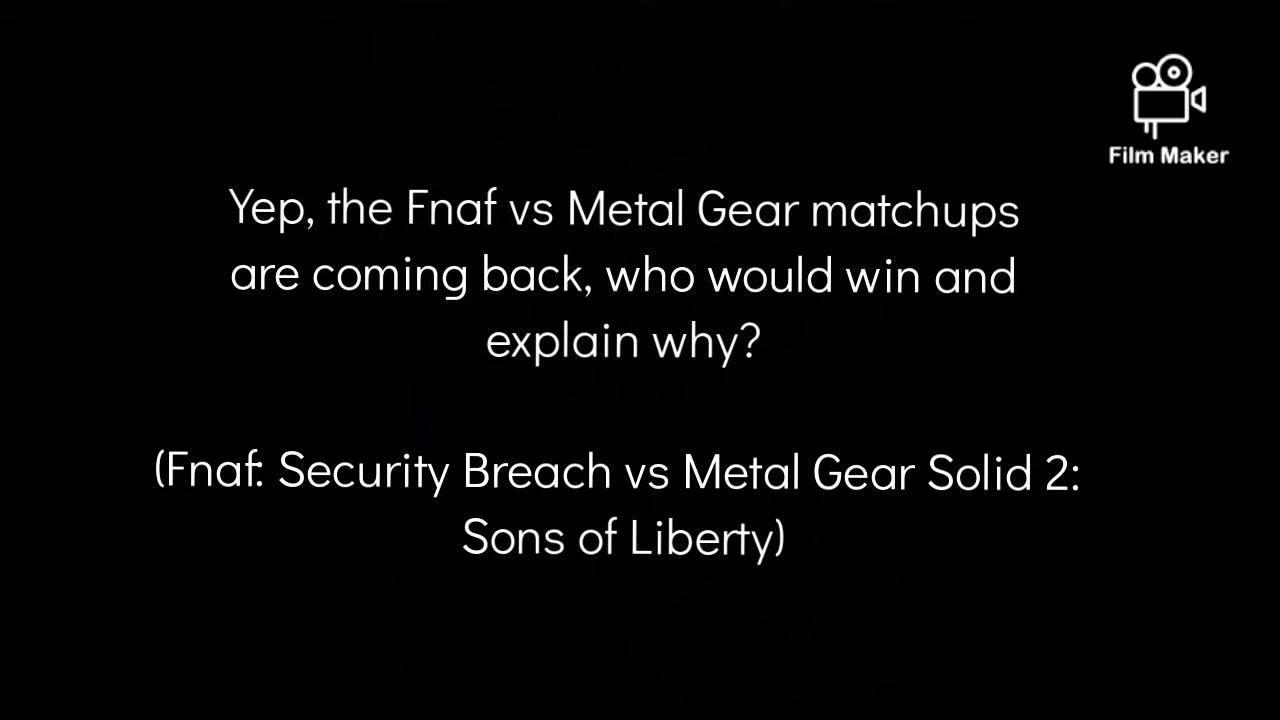 Film Maker
Yep, the Fnaf vs Metal Gear matchups
are coming back, who would win and
explain why?
(Fnaf: Security Breach vs Metal Gear Solid 2:
Sons of Liberty)